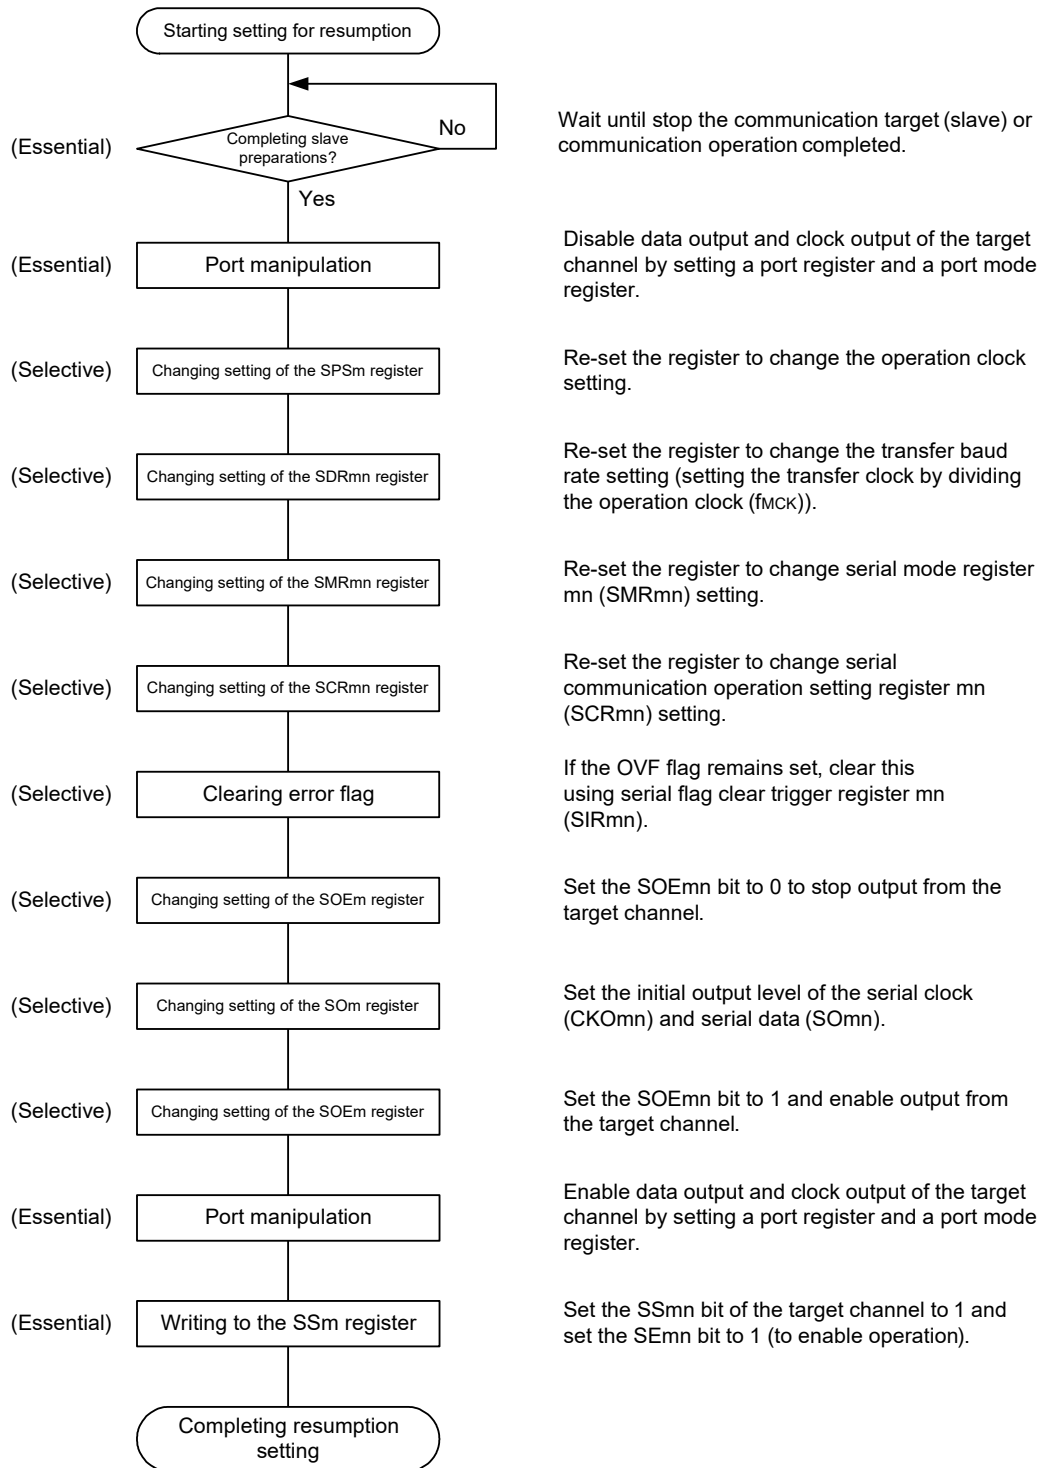 Starting setting for resumption
(Essential)
Completing slave
preparations?
No
Yes
Wait until stop the communication target (slave) or
communication operation completed.
(Essential)
Port manipulation
Disable data output and clock output of the target
channel by setting a port register and a port mode
register.
(Selective)
Changing setting of the SPSm register
Re-set the register to change the operation clock
setting.
(Selective)
Changing setting of the SDRmn register
Re-set the register to change the transfer baud
rate setting (setting the transfer clock by dividing
the operation clock (fMCK)).
(Selective)
Changing setting of the SMRmn register
Re-set the register to change serial mode register
mn (SMRmn) setting.
(Selective)
Changing setting of the SCRmn register
Re-set the register to change serial
communication operation setting register mn
(SCRmn) setting.
(Selective)
Clearing error flag
If the OVF flag remains set, clear this
using serial flag clear trigger register mn
(SIRmn).
(Selective)
Changing setting of the SOEm register
Set the SOEmn bit to 0 to stop output from the
target channel.
(Selective)
Changing setting of the SOm register
Set the initial output level of the serial clock
(CKOmn) and serial data (SOmn).
(Selective)
Changing setting of the SOEm register
Set the SOEmn bit to 1 and enable output from
the target channel.
(Essential)
Port manipulation
Enable data output and clock output of the target
channel by setting a port register and a port mode
register.
(Essential)
Writing to the SSm register
Set the SSmn bit of the target channel to 1 and
set the SEmn bit to 1 (to enable operation).
Completing resumption
setting